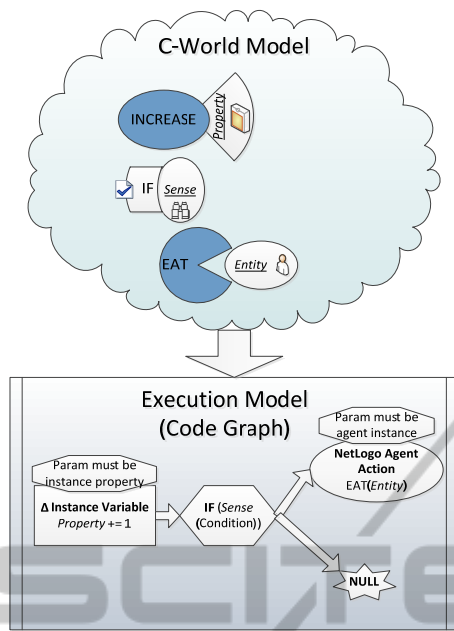 C-World Model
INCREASE
Property
IF
Sense
EAT
Entity
Execution Model
(Code Graph)
Param must be
agent instance
NetLogo Agent
Action
EAT(Entity)
Param must be
instance property
Δ Instance Variable
Property += 1
IF (Sense
(Condition))
NULL
SCITE